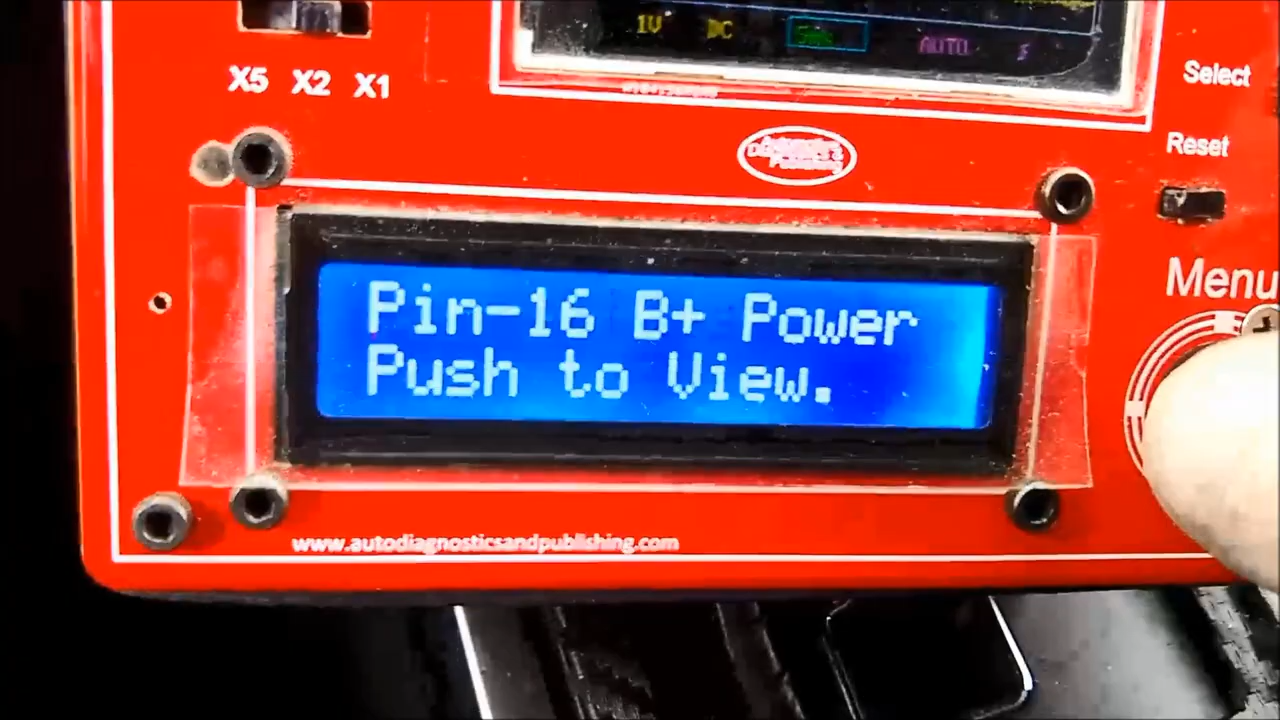 1V DC AUTO
X5 X2 X1
Select
Reset
Menu
Pin-16 B+ Power
Push to View.
www.autodiagnosticsandpublishing.com